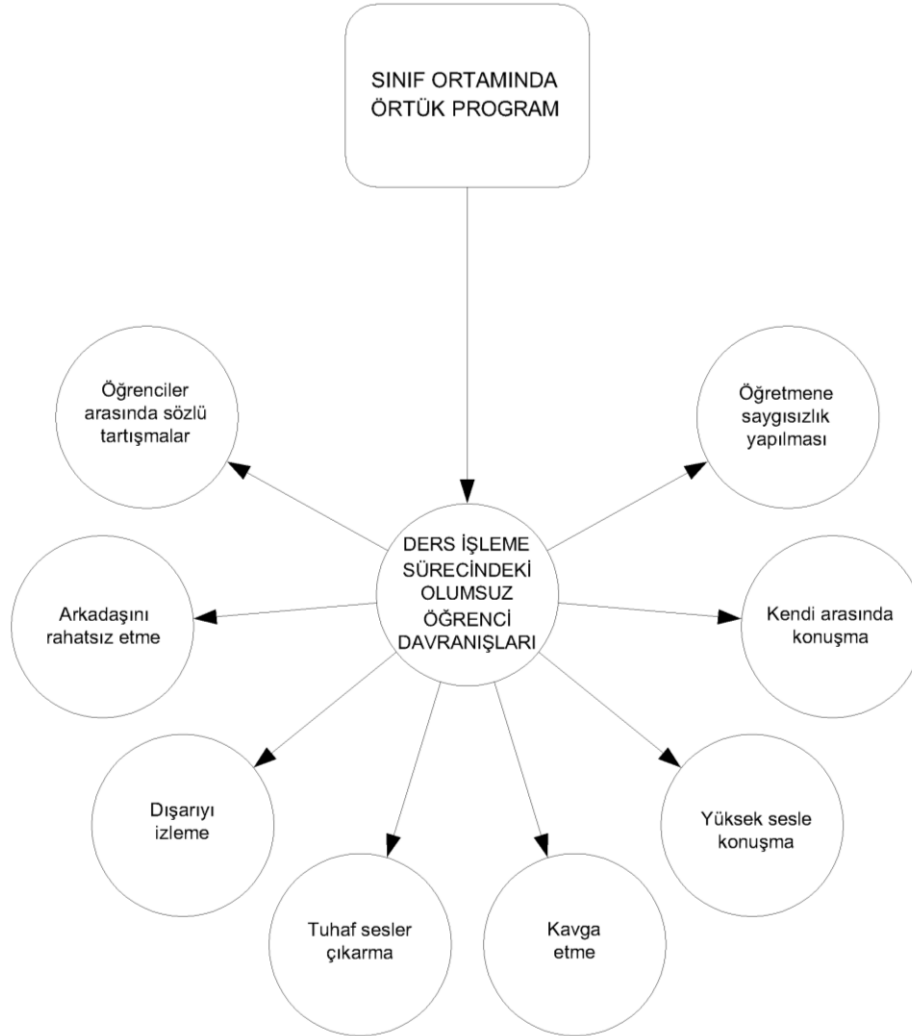 SINIF ORTAMINDA
ÖRTÜK PROGRAM
Öğrenciler
arasında sözlü
tartışmalar
Öğretmene
saygısızlık
yapılması
DERS İŞLEME
SÜRECİNDEKİ
OLUMSUZ
ÖĞRENCİ
DAVRANIŞLARI
Arkadaşını
rahatsız etme
Kendi arasında
konuşma
Dışarıyı
izleme
Yüksek sesle
konuşma
Tuhaf sesler
çıkarma
Kavga
etme